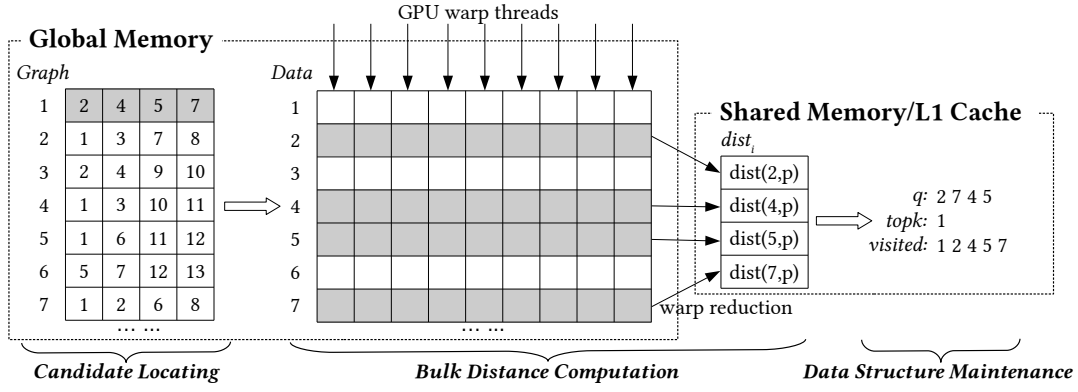 GPU warp threads
Global Memory
Graph
1 2 4 5 7
2 1 3 7 8
3 2 4 9 10
4 1 3 10 11
5 1 6 11 12
6 5 7 12 13
7 1 2 6 8
... ...
Data
1
2
3
4
5
6
7
... ...
Shared Memory/L1 Cache
dist_i
dist(2,p)
dist(4,p)
dist(5,p)
dist(7,p)
warp reduction
q: 2 7 4 5
topk: 1
visited: 1 2 4 5 7
Candidate Locating
Bulk Distance Computation
Data Structure Maintenance